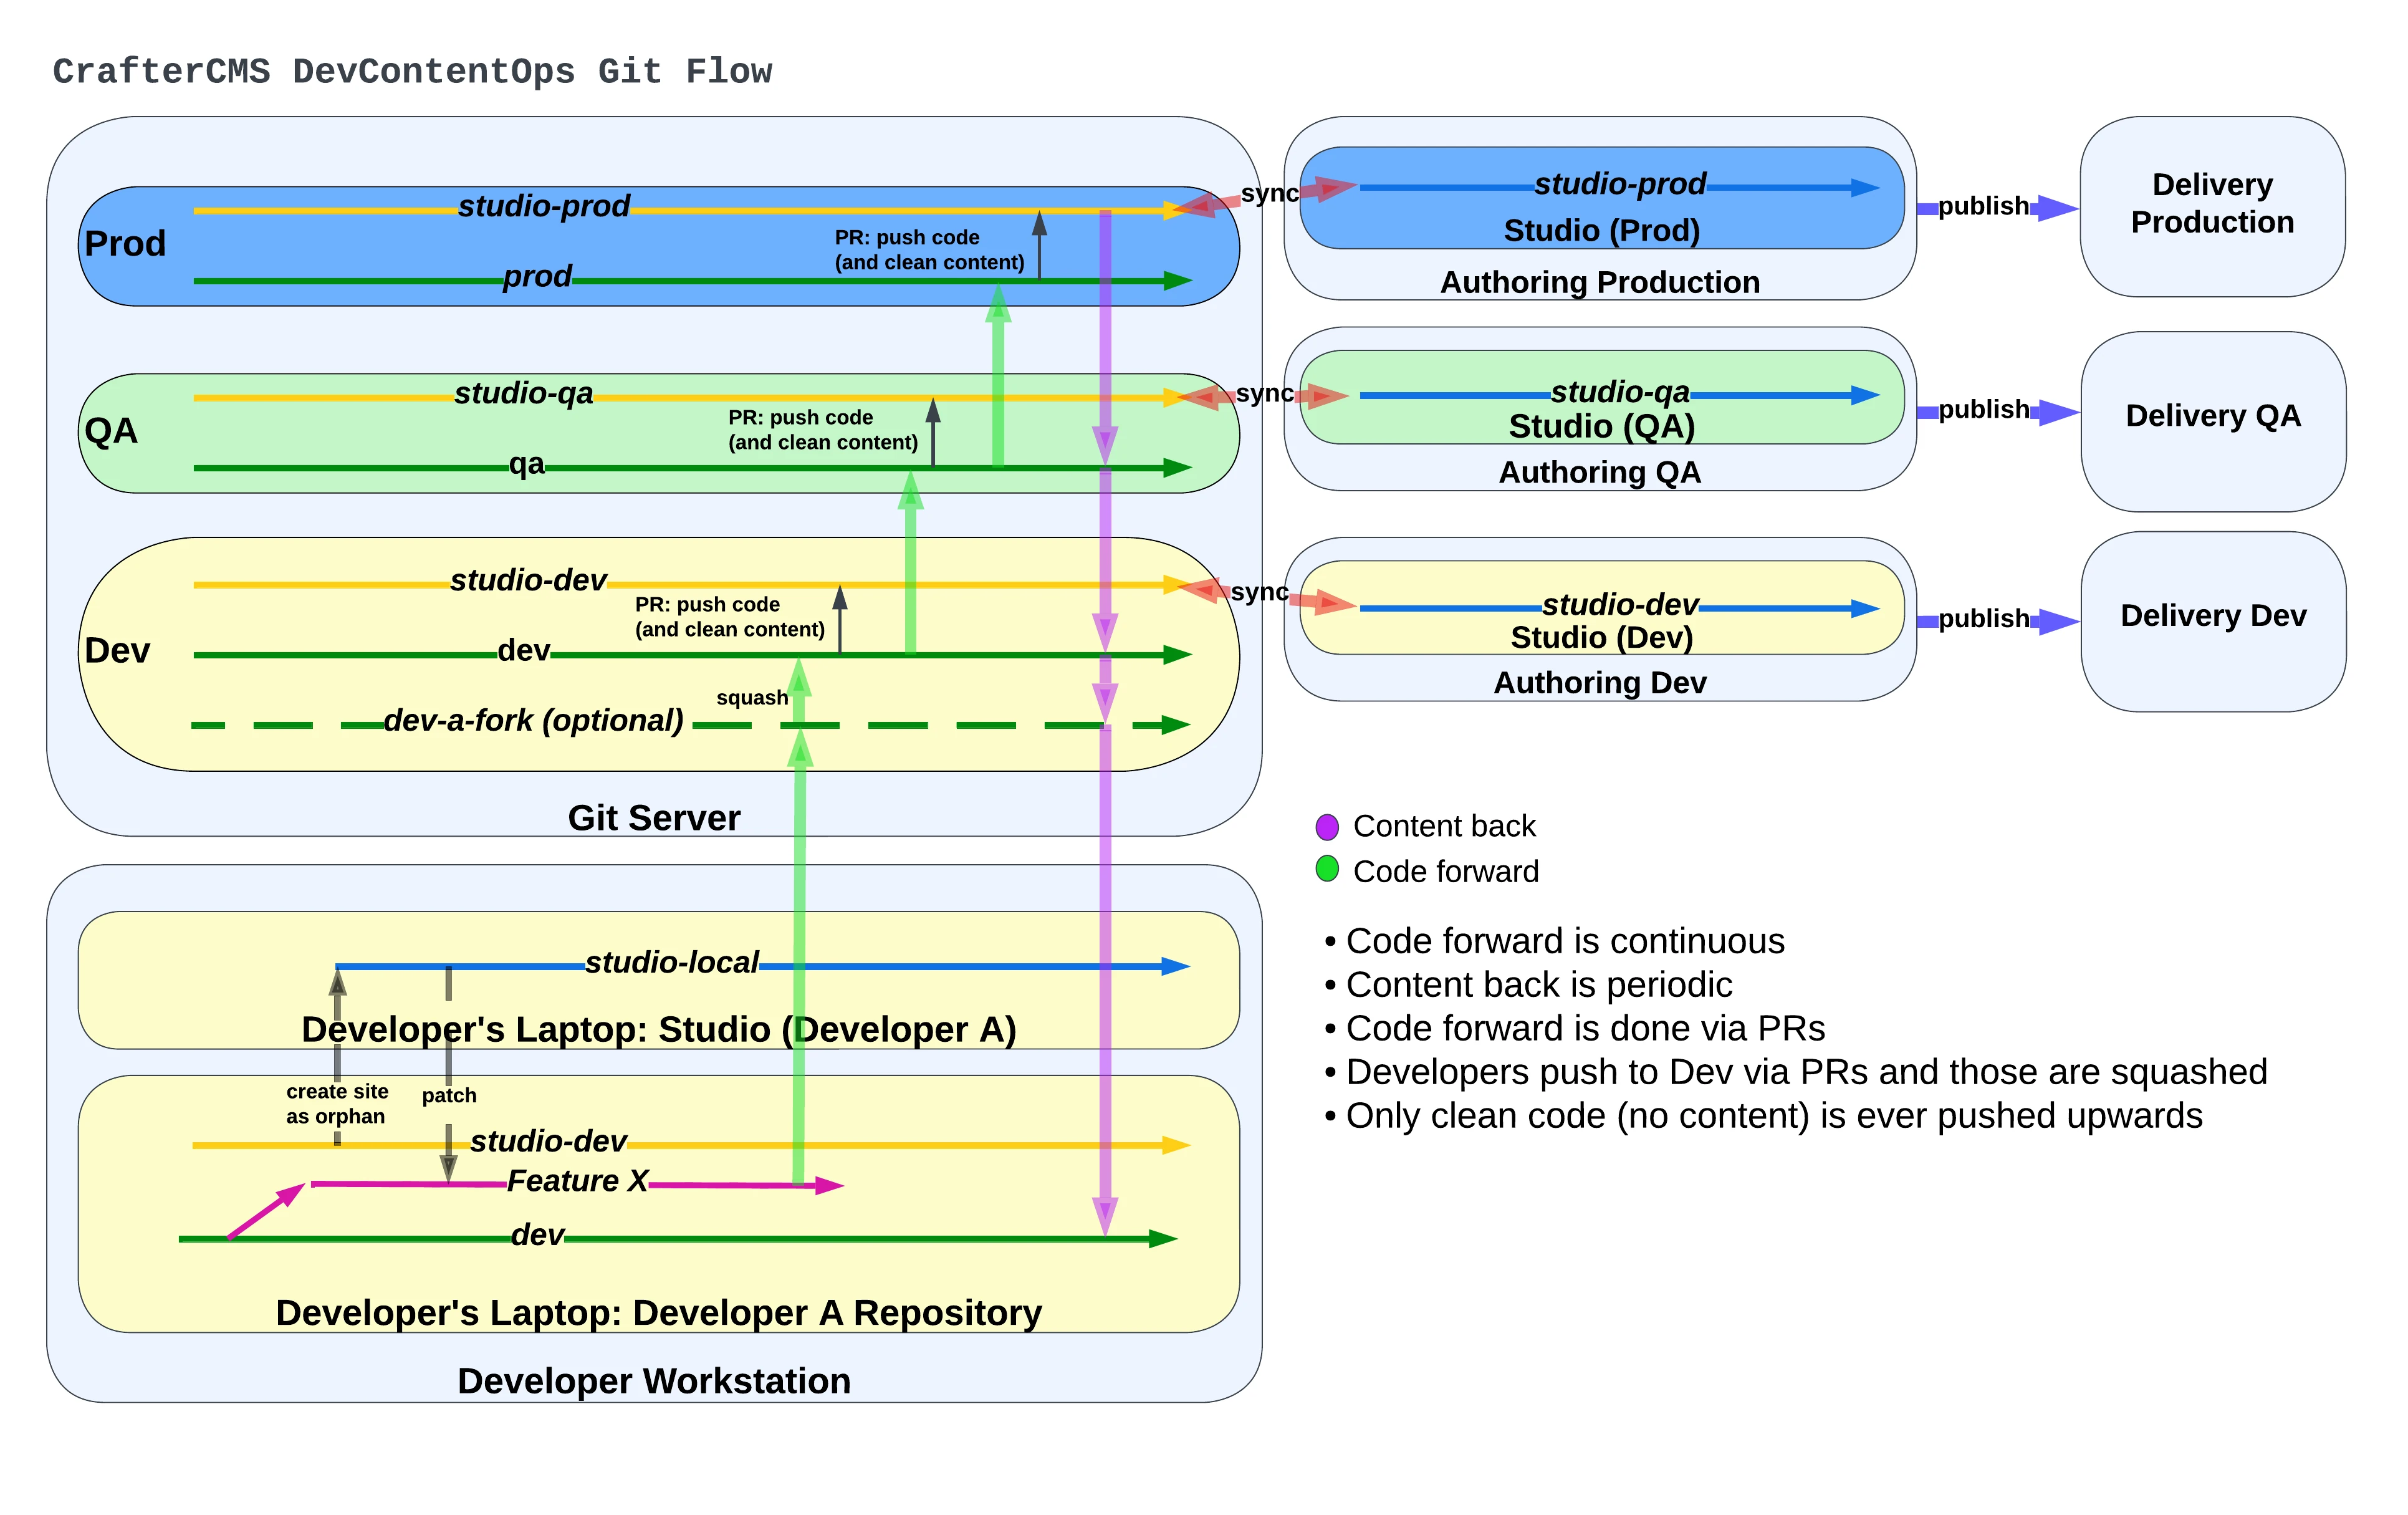 CrafterCMS DevContentOps Git Flow
studio-prod
Prod
PR: push code
(and clean content)
prod
sync
studio-prod
Studio (Prod)
Authoring Production
publish
Delivery
Production
studio-qa
QA
PR: push code
(and clean content)
qa
sync
studio-qa
Studio (QA)
Authoring QA
publish
Delivery QA
studio-dev
PR: push code
(and clean content)
Dev
dev
squash
dev-a-fork (optional)
sync
studio-dev
Studio (Dev)
Authoring Dev
publish
Delivery Dev
Git Server
Content back
Code forward
• Code forward is continuous
• Content back is periodic
• Code forward is done via PRs
• Developers push to Dev via PRs and those are squashed
• Only clean code (no content) is ever pushed upwards
studio-local
Developer's Laptop: Studio (Developer A)
create site
as orphan
patch
studio-dev
Feature X
dev
Developer's Laptop: Developer A Repository
Developer Workstation